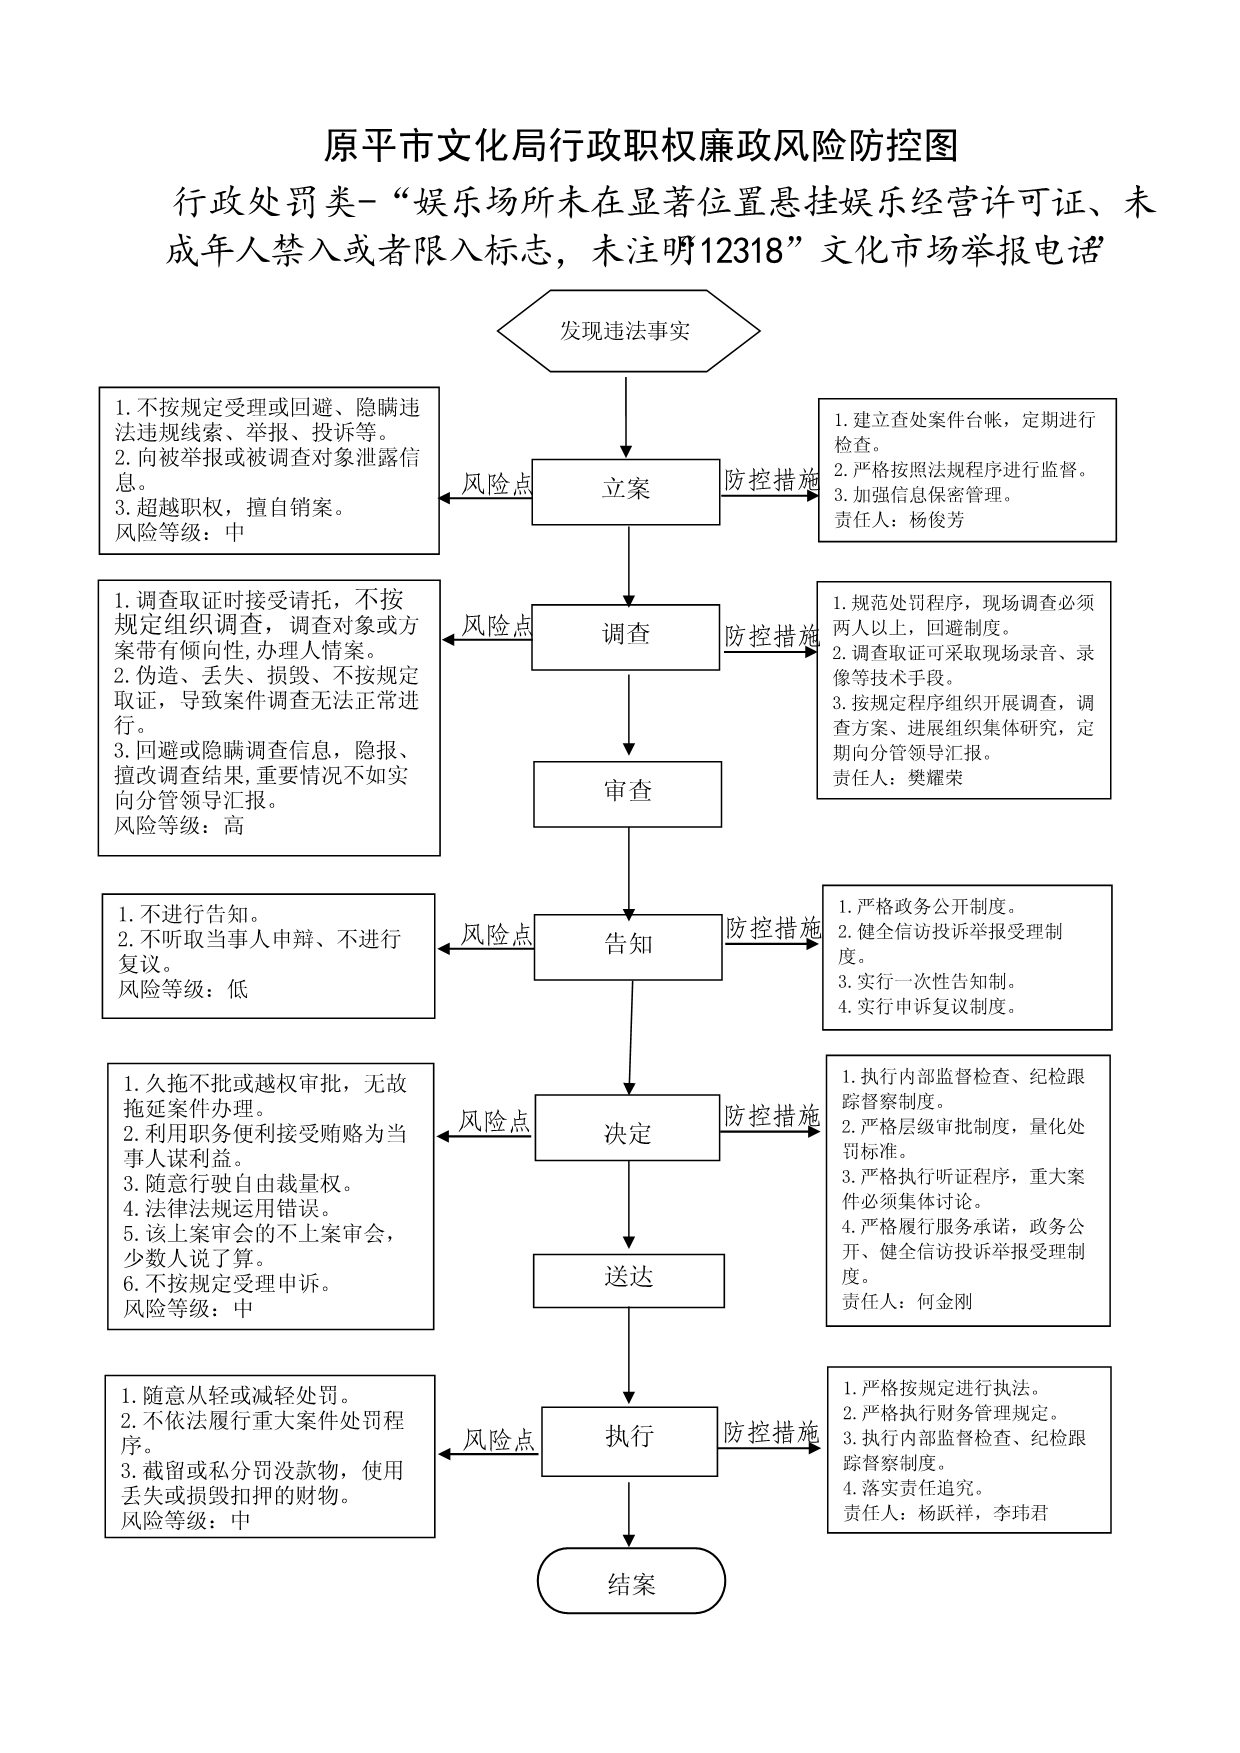 原平市文化局行政职权廉政风险防控图
行政处罚类-“娱乐场所未在显著位置悬挂娱乐经营许可证、未
成年人禁入或者限入标志，未注明“12318”文化市场举报电话”
发现违法事实
1.不按规定受理或回避、隐瞒违
法违规线索、举报、投诉等。
2.向被举报或被调查对象泄露信
息。
3.超越职权，擅自销案。
风险等级：中
风险点
立案
防控措施
1.建立查处案件台帐，定期进行
检查。
2.严格按照法规程序进行监督。
3.加强信息保密管理。
责任人：杨俊芳
1.调查取证时接受请托，不按
规定组织调查，调查对象或方
案带有倾向性,办理人情案。
2.伪造、丢失、损毁、不按规定
取证，导致案件调查无法正常进
行。
3.回避或隐瞒调查信息，隐报、
擅改调查结果,重要情况不如实
向分管领导汇报。
风险等级：高
风险点
调查
防控措施
1.规范处罚程序，现场调查必须
两人以上，回避制度。
2.调查取证可采取现场录音、录
像等技术手段。
3.按规定程序组织开展调查，调
查方案、进展组织集体研究，定
期向分管领导汇报。
责任人：樊耀荣
审查
1.不进行告知。
2.不听取当事人申辩、不进行
复议。
风险等级：低
风险点
告知
防控措施
1.严格政务公开制度。
2.健全信访投诉举报受理制
度。
3.实行一次性告知制。
4.实行申诉复议制度。
1.久拖不批或越权审批，无故
拖延案件办理。
2.利用职务便利接受贿赂为当
事人谋利益。
3.随意行驶自由裁量权。
4.法律法规运用错误。
5.该上案审会的不上案审会，
少数人说了算。
6.不按规定受理申诉。
风险等级：中
风险点
决定
防控措施
1.执行内部监督检查、纪检跟
踪督察制度。
2.严格层级审批制度，量化处
罚标准。
3.严格执行听证程序，重大案
件必须集体讨论。
4.严格履行服务承诺，政务公
开、健全信访投诉举报受理制
度。
责任人：何金刚
送达
1.随意从轻或减轻处罚。
2.不依法履行重大案件处罚程
序。
3.截留或私分罚没款物，使用
丢失或损毁扣押的财物。
风险等级：中
风险点
执行
防控措施
1.严格按规定进行执法。
2.严格执行财务管理规定。
3.执行内部监督检查、纪检跟
踪督察制度。
4.落实责任追究。
责任人：杨跃祥，李玮君
结案